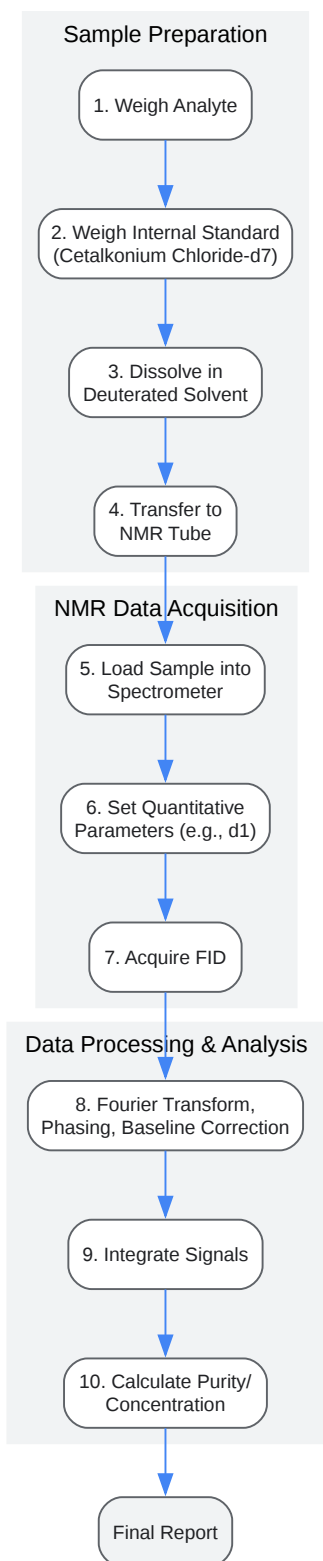 Sample Preparation
1. Weigh Analyte
2. Weigh Internal Standard
(Cetalkonium Chloride-d7)
3. Dissolve in
Deuterated Solvent
4. Transfer to
NMR Tube
NMR Data Acquisition
5. Load Sample into
Spectrometer
6. Set Quantitative
Parameters (e.g., d1)
7. Acquire FID
Data Processing & Analysis
8. Fourier Transform,
Phasing, Baseline Correction
9. Integrate Signals
10. Calculate Purity/
Concentration
Final Report